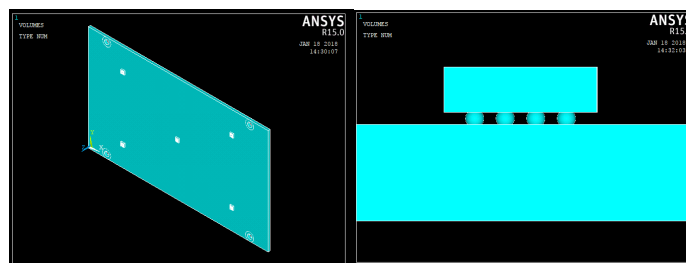 1
VOLUMES
TYPE NUM
ANSYS
R15.0
JAN 18 2018
14:30:07
1
VOLUMES
TYPE NUM
ANSYS
R15.
JAN 18 2018
14:32:03